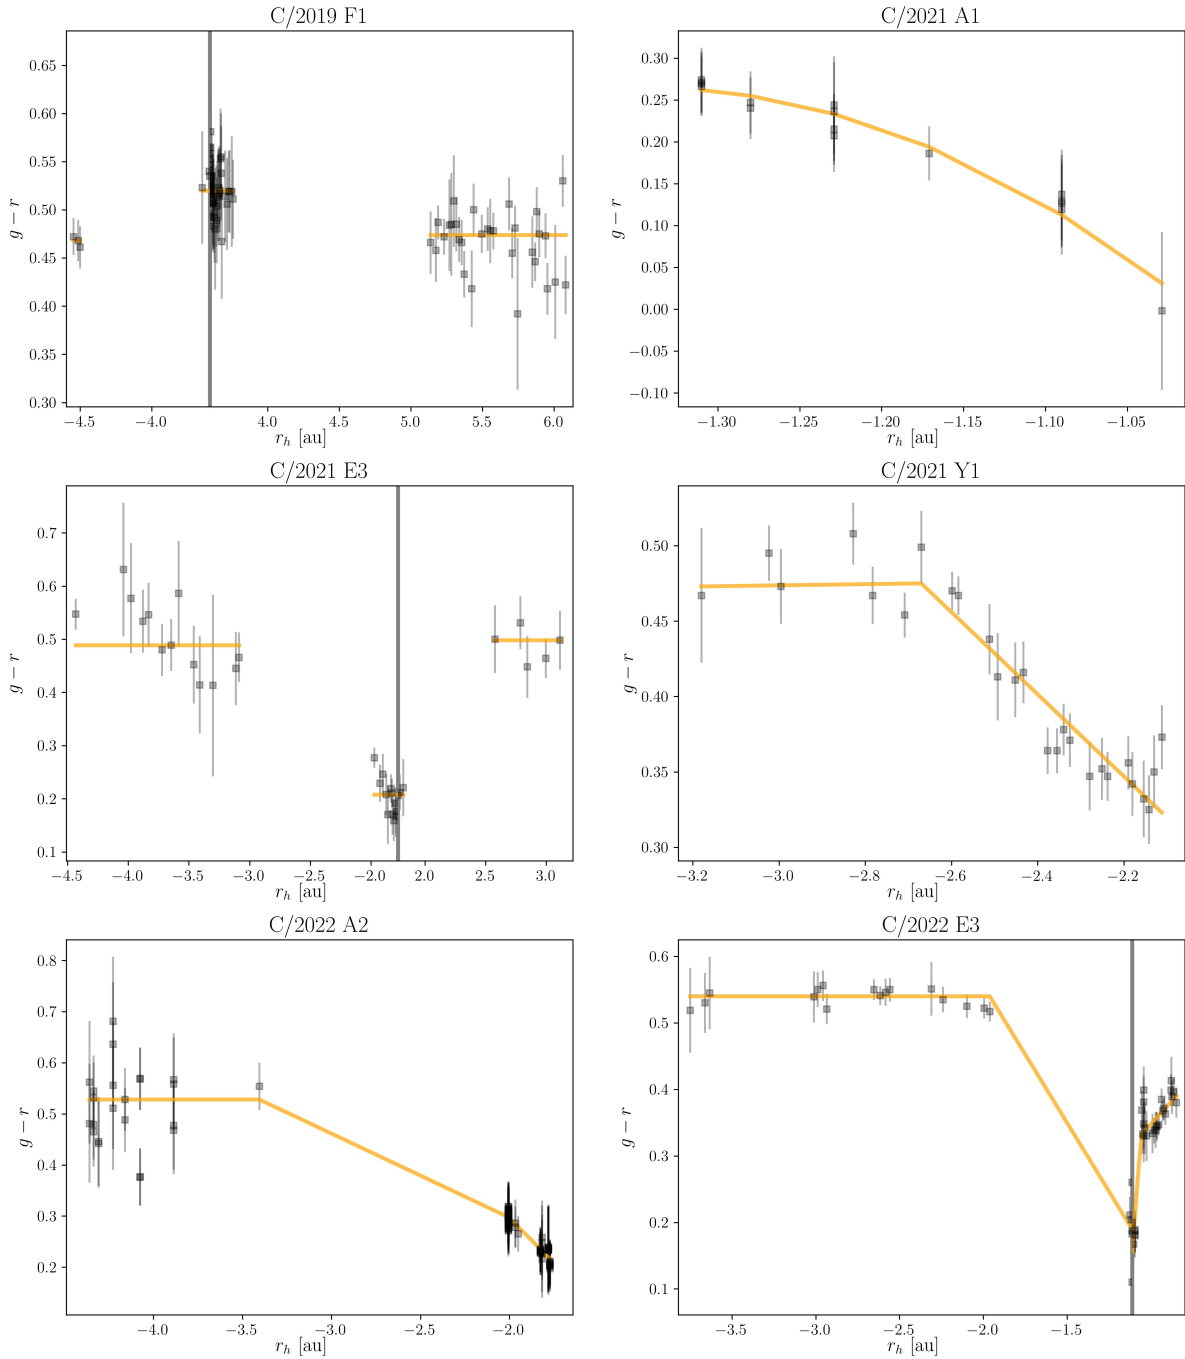 C/2019 F1
0.65
0.60
0.55
0.50
0.45
0.40
0.35
0.30
g − r
−4.5 −4.0 4.0 4.5 5.0 5.5 6.0
r_h [au]
C/2021 A1
0.30
0.25
0.20
0.15
0.10
0.05
0.00
−0.05
−0.10
g − r
−1.30 −1.25 −1.20 −1.15 −1.10 −1.05
r_h [au]
C/2021 E3
0.7
0.6
0.5
0.4
0.3
0.2
0.1
g − r
−4.5 −4.0 −3.5 −3.0 −2.5 −2.0 2.0 2.5 3.0
r_h [au]
C/2021 Y1
0.50
0.45
0.40
0.35
0.30
g − r
−3.2 −3.0 −2.8 −2.6 −2.4 −2.2
r_h [au]
C/2022 A2
0.8
0.7
0.6
0.5
0.4
0.3
0.2
g − r
−4.0 −3.5 −3.0 −2.5 −2.0
r_h [au]
C/2022 E3
0.6
0.5
0.4
0.3
0.2
0.1
g − r
−3.5 −3.0 −2.5 −2.0 −1.5
r_h [au]